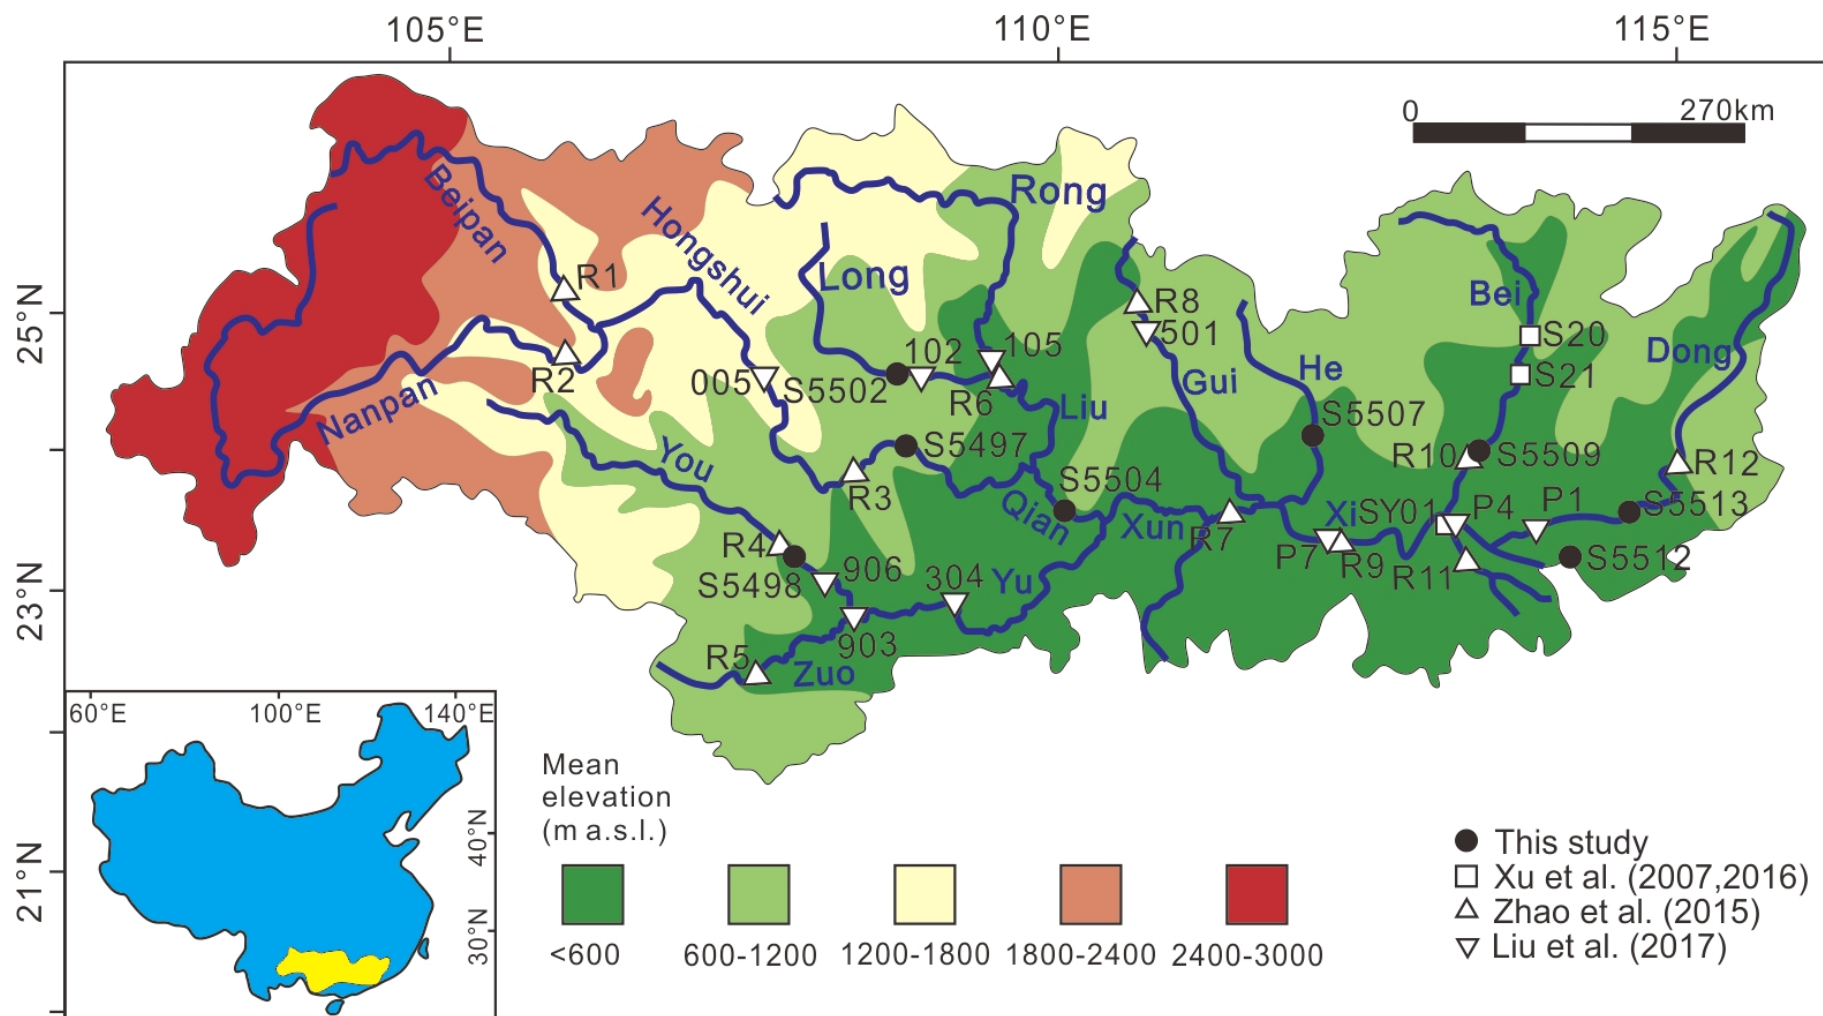 105°E
110°E
115°E
0
270km
Beipan
Rong
Hongshui
R1
Long
Bei
R8
25°N
501
S20
105
Dong
102
He
005
S5502
S21
R2
Gui
R6
Liu
Nanpan
S5507
You
S5497
R10
S5509
R12
R3
S5504
Qian
Xun
Xi
SY01
P4
P1
S5513
R7
R4
P7
R9
R11
S5512
S5498
906
304
Yu
23°N
903
R5
Zuo
60°E
100°E
140°E
Mean
elevation
(m a.s.l.)
40°N
30°N
21°N
<600
600-1200
1200-1800
1800-2400
2400-3000
This study
Xu et al. (2007,2016)
Zhao et al. (2015)
Liu et al. (2017)